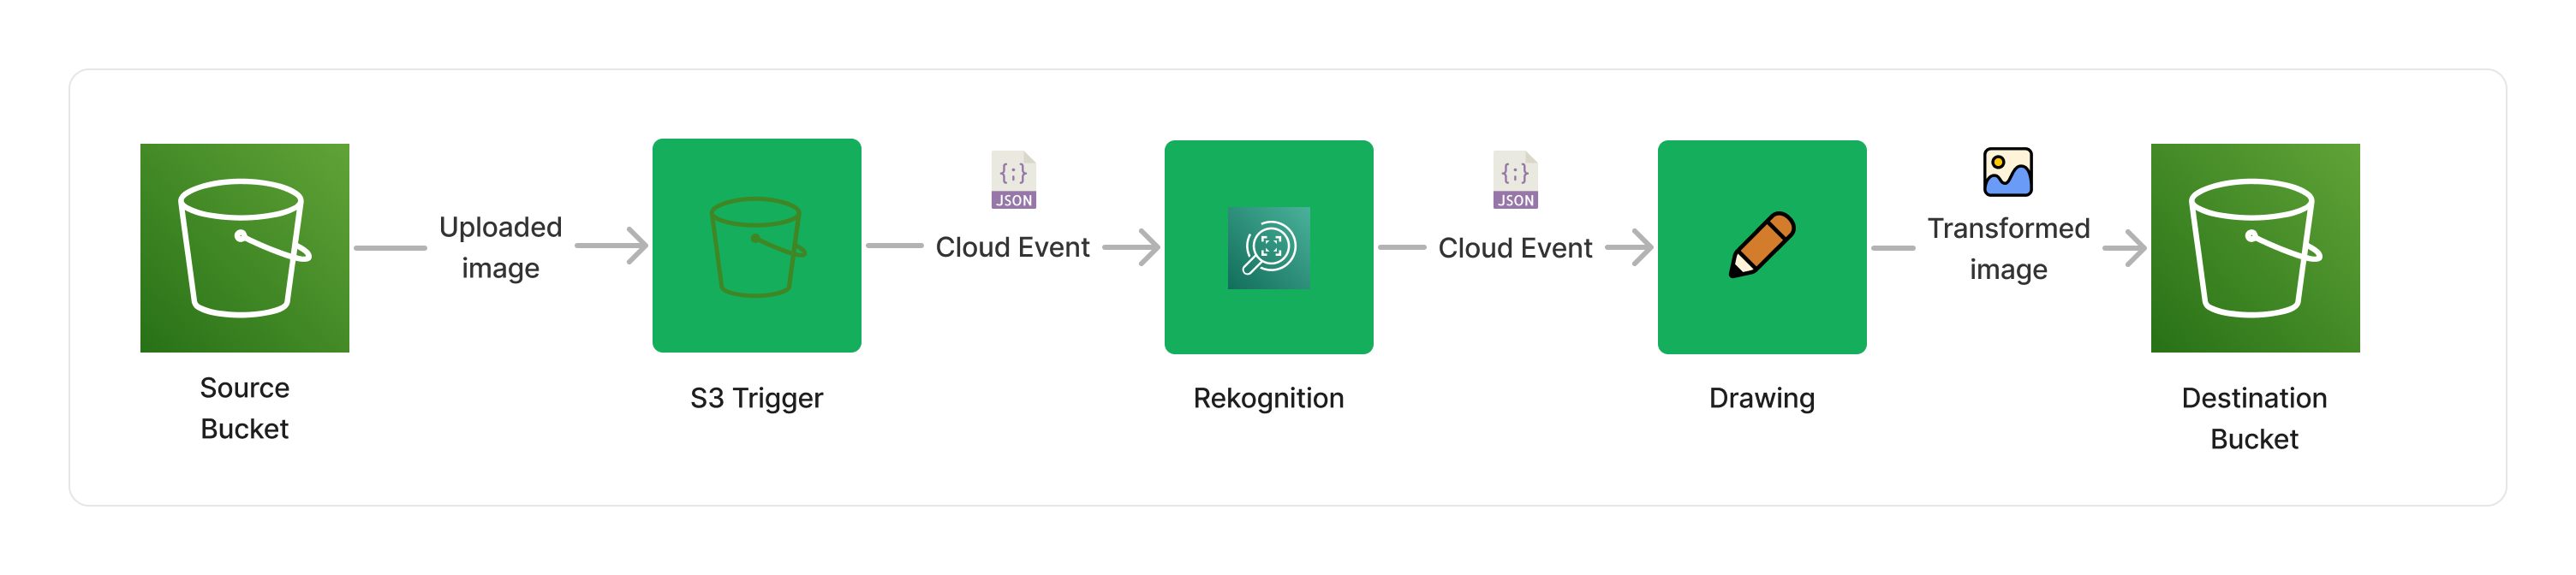 Source
Bucket
Uploaded
image
S3 Trigger
{;}
JSON
Cloud Event
Rekognition
{;}
JSON
Cloud Event
Drawing
Transformed
image
Destination
Bucket